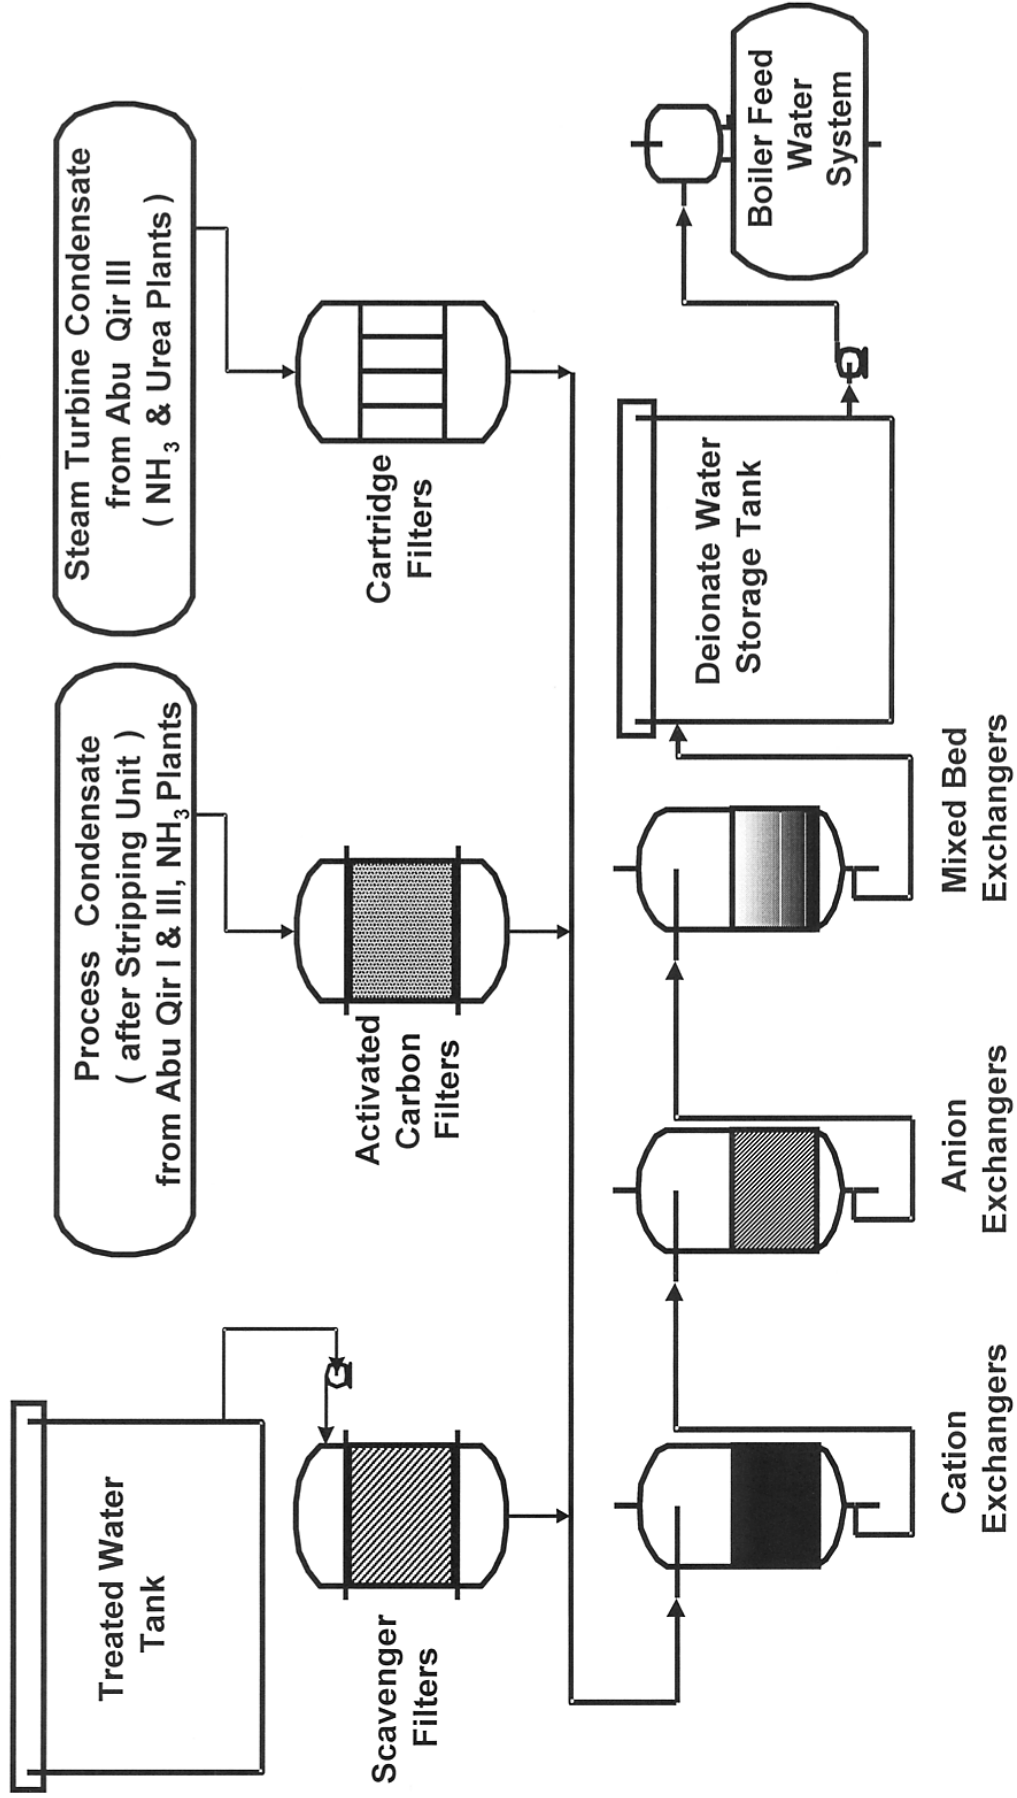 Treated Water
Tank
Process Condensate
( after Stripping Unit )
from Abu Qir I & III, NH3 Plants
Steam Turbine Condensate
from Abu Qir III
( NH3 & Urea Plants )
Scavenger
Filters
Activated
Carbon
Filters
Cartridge
Filters
Cation
Exchangers
Anion
Exchangers
Mixed Bed
Exchangers
Deionate Water
Storage Tank
Boiler Feed
Water
System